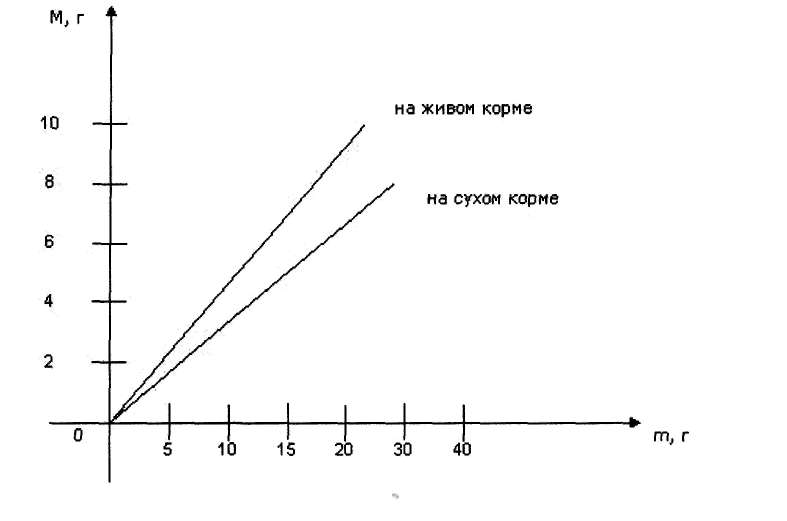 М, г
на живом корме
10
8
на сухом корме
6
4
2
0
5 10 15 20 30 40
m, г